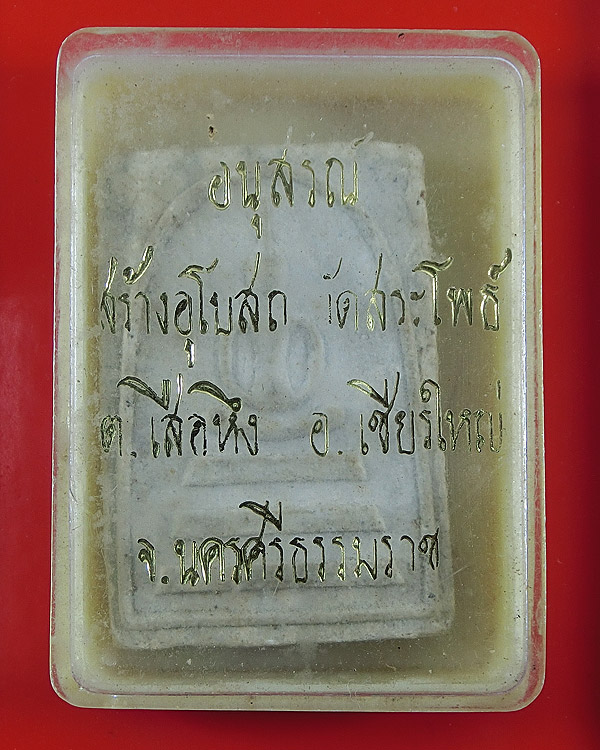 อนุสรณ์
สร้างอุโบสถ วัดสระโพธิ์
ต.เสือหึง อ.เชียรใหญ่
จ.นครศรีธรรมราช